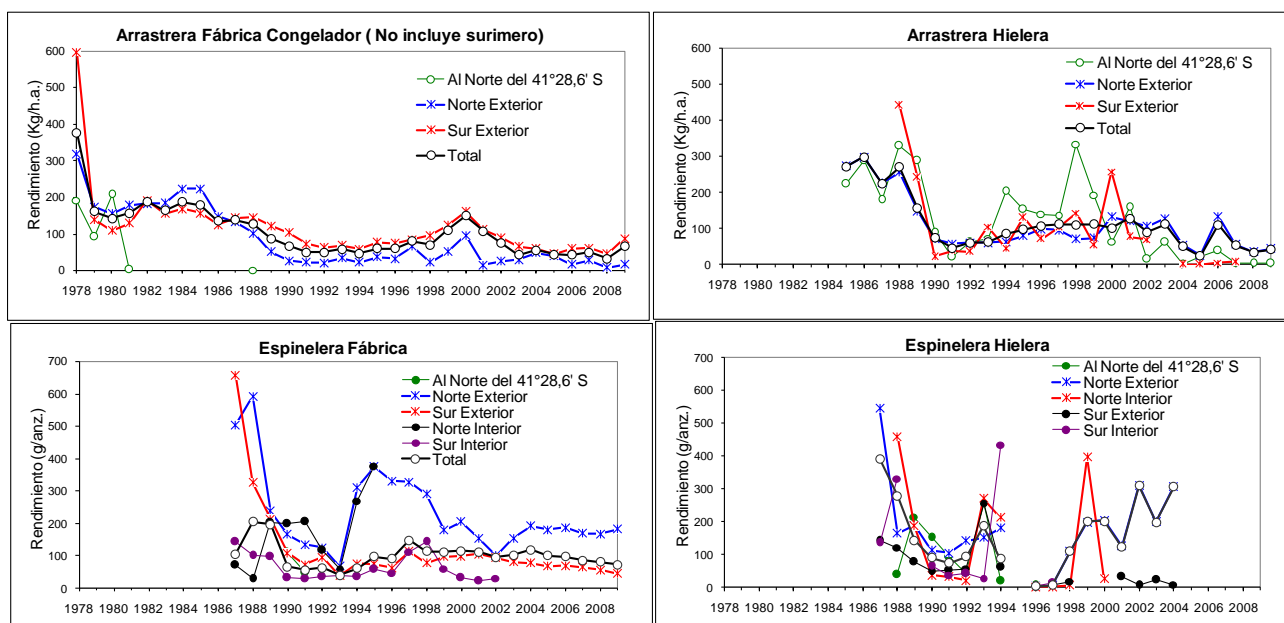 Arrastrera Fábrica Congelador ( No incluye surimero)
Rendimiento (Kg/h.a.)
600
500
400
300
200
100
0
Al Norte del 41°28,6' S
Norte Exterior
Sur Exterior
Total
1978 1980 1982 1984 1986 1988 1990 1992 1994 1996 1998 2000 2002 2004 2006 2008
Arrastrera Hielera
Rendimiento (Kg/h.a.)
600
500
400
300
200
100
0
Al Norte del 41°28,6' S
Norte Exterior
Sur Exterior
Total
1978 1980 1982 1984 1986 1988 1990 1992 1994 1996 1998 2000 2002 2004 2006 2008
Espinelera Fábrica
Rendimiento (g/anz.)
700
600
500
400
300
200
100
0
Al Norte del 41°28,6' S
Norte Exterior
Sur Exterior
Norte Interior
Sur Interior
Total
1978 1980 1982 1984 1986 1988 1990 1992 1994 1996 1998 2000 2002 2004 2006 2008
Espinelera Hielera
Rendimiento (g/anz.)
700
600
500
400
300
200
100
0
Al Norte del 41°28,6' S
Norte Exterior
Norte Interior
Sur Exterior
Sur Interior
1978 1980 1982 1984 1986 1988 1990 1992 1994 1996 1998 2000 2002 2004 2006 2008